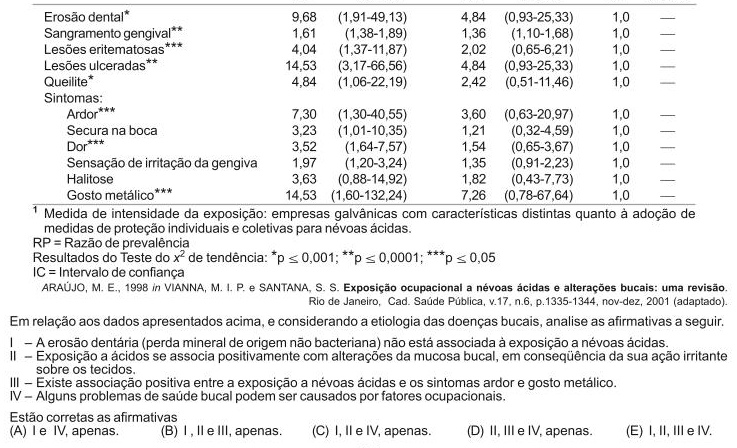 Erosão dental* 9,68 (1,91-49,13) 4,84 (0,93-25,33) 1,0 —
Sangramento gengival** 1,61 (1,38-1,89) 1,36 (1,10-1,68) 1,0 —
Lesões eritematosas*** 4,04 (1,37-11,87) 2,02 (0,65-6,21) 1,0 —
Lesões ulceradas** 14,53 (3,17-66,56) 4,84 (0,93-25,33) 1,0 —
Queilite* 4,84 (1,06-22,19) 2,42 (0,51-11,46) 1,0 —
Sintomas:
Ardor*** 7,30 (1,30-40,55) 3,60 (0,63-20,97) 1,0 —
Secura na boca 3,23 (1,01-10,35) 1,21 (0,32-4,59) 1,0 —
Dor*** 3,52 (1,64-7,57) 1,54 (0,65-3,67) 1,0 —
Sensação de irritação da gengiva 1,97 (1,20-3,24) 1,35 (0,91-2,23) 1,0 —
Halitose 3,63 (0,88-14,92) 1,82 (0,43-7,73) 1,0 —
Gosto metálico*** 14,53 (1,60-132,24) 7,26 (0,78-67,64) 1,0 —
¹ Medida de intensidade da exposição: empresas galvânicas com características distintas quanto à adoção de
medidas de proteção individuais e coletivas para névoas ácidas.
RP = Razão de prevalência
Resultados do Teste do x² de tendência: *p ≤ 0,001; **p ≤ 0,0001; ***p ≤ 0,05
IC = Intervalo de confiança
ARAÚJO, M. E., 1998 in VIANNA, M. I. P. e SANTANA, S. S. Exposição ocupacional a névoas ácidas e alterações bucais: uma revisão.
Rio de Janeiro, Cad. Saúde Pública, v.17, n.6, p.1335-1344, nov-dez, 2001 (adaptado).
Em relação aos dados apresentados acima, e considerando a etiologia das doenças bucais, analise as afirmativas a seguir.
I – A erosão dentária (perda mineral de origem não bacteriana) não está associada à exposição a névoas ácidas.
II – Exposição a ácidos se associa positivamente com alterações da mucosa bucal, em conseqüência da sua ação irritante
sobre os tecidos.
III – Existe associação positiva entre a exposição a névoas ácidas e os sintomas ardor e gosto metálico.
IV – Alguns problemas de saúde bucal podem ser causados por fatores ocupacionais.
Estão corretas as afirmativas
(A) I e IV, apenas. (B) I , II e III, apenas. (C) I, II e IV, apenas. (D) II, III e IV, apenas. (E) I, II, III e IV.